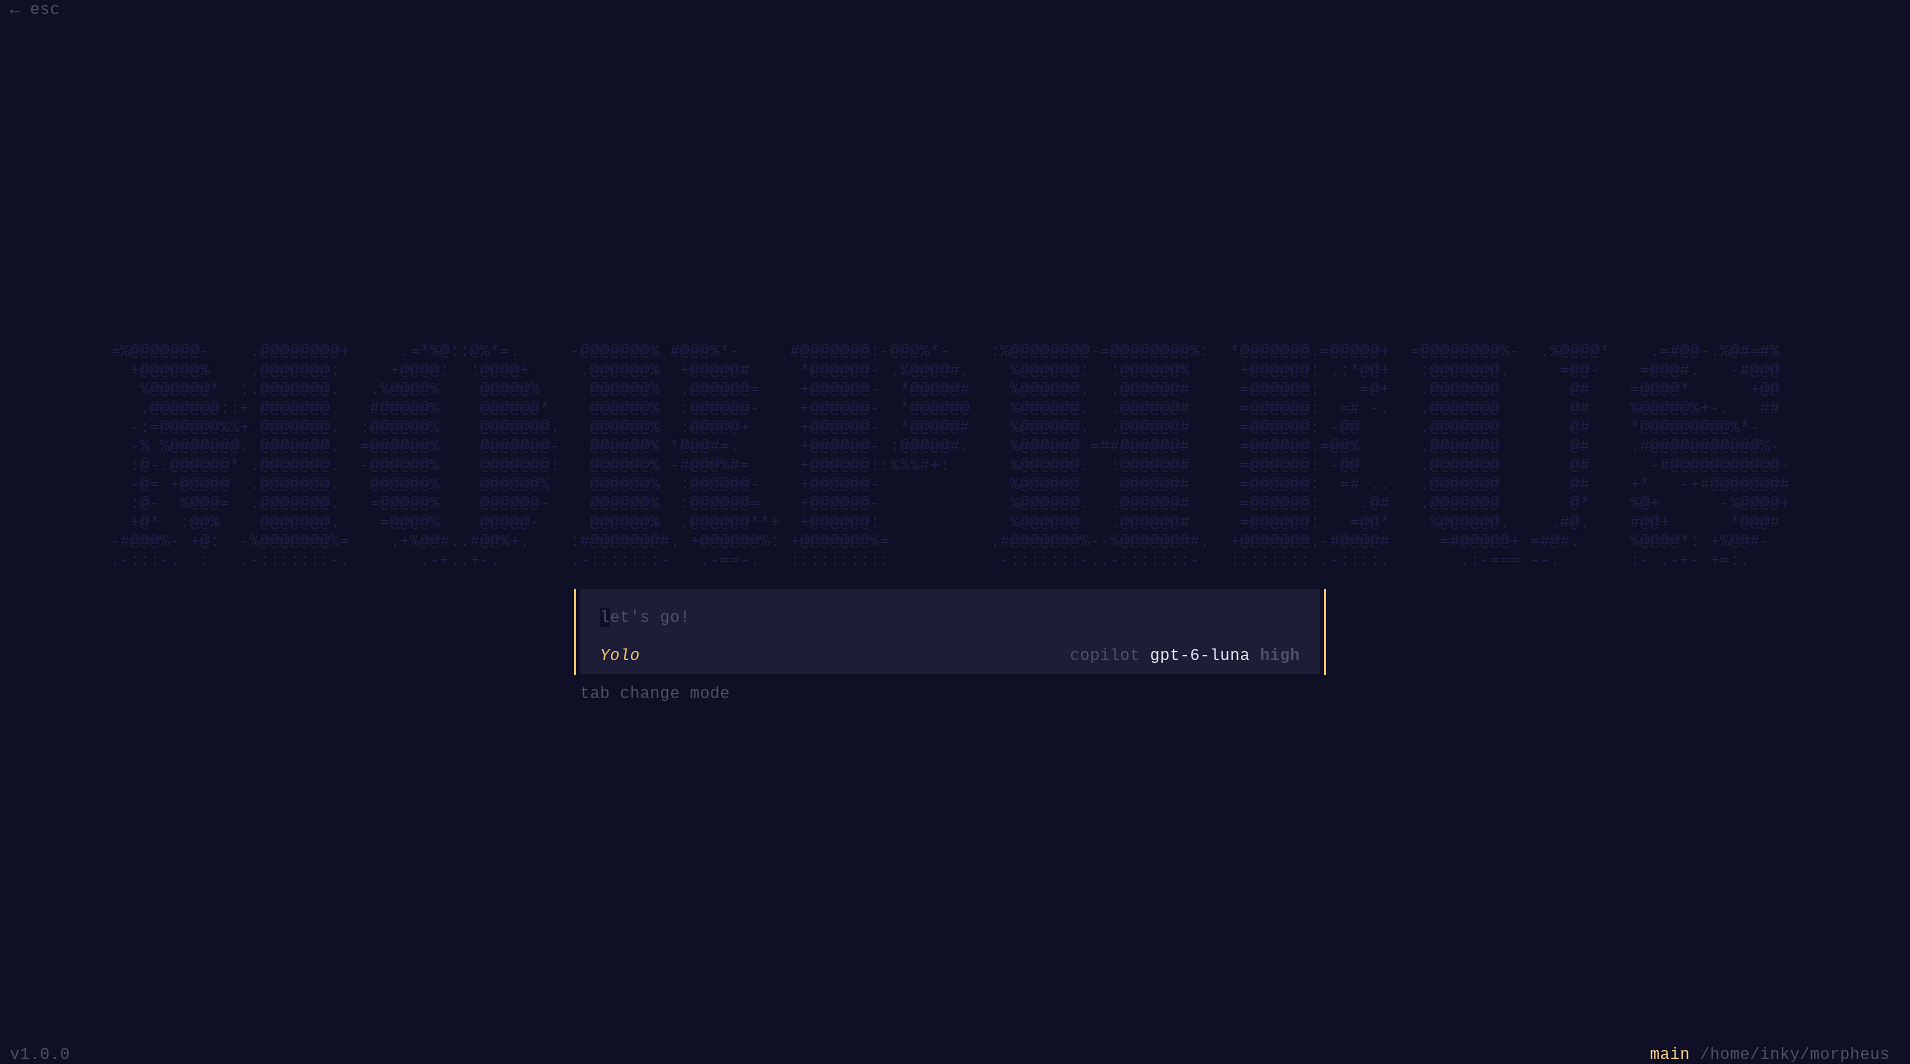 ← esc
MORPHEUS
let's go!
Yolo copilot gpt-6-luna high
tab change mode
v1.0.0 main /home/inky/morpheus